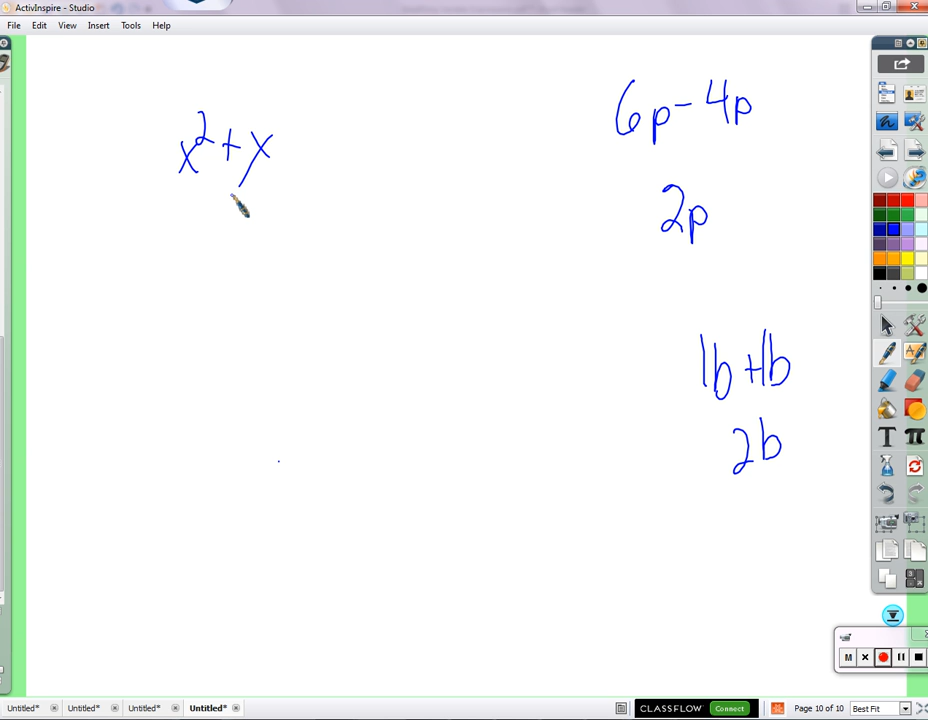 ActivInspire - Studio
File Edit View Insert Tools Help
6p - 4p
x² + x
2p
1b + 1b
2b
M
Untitled* Untitled* Untitled* Untitled* CLASSFLOW Connect Page 10 of 10 Best Fit